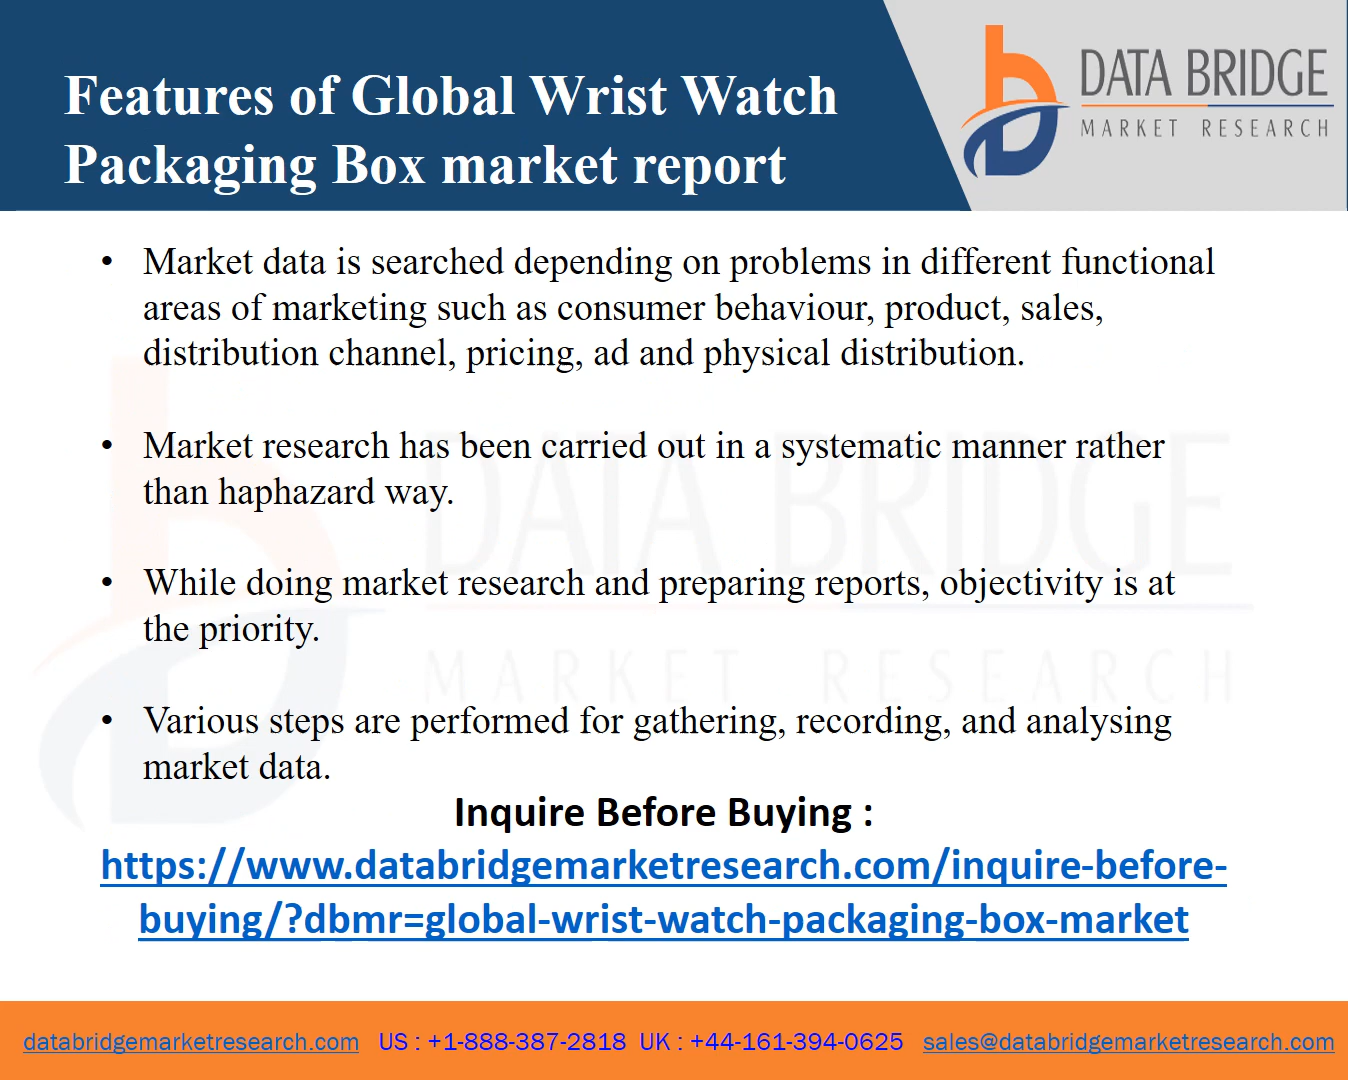 Features of Global Wrist Watch
Packaging Box market report
DATA BRIDGE
MARKET RESEARCH
• Market data is searched depending on problems in different functional
areas of marketing such as consumer behaviour, product, sales,
distribution channel, pricing, ad and physical distribution.
• Market research has been carried out in a systematic manner rather
than haphazard way.
• While doing market research and preparing reports, objectivity is at
the priority.
• Various steps are performed for gathering, recording, and analysing
market data.
DATA BRIDGE
MARKET RESEARCH
Inquire Before Buying :
https://www.databridgemarketresearch.com/inquire-before-
buying/?dbmr=global-wrist-watch-packaging-box-market
databridgemarketresearch.com US : +1-888-387-2818 UK : +44-161-394-0625 sales@databridgemarketresearch.com